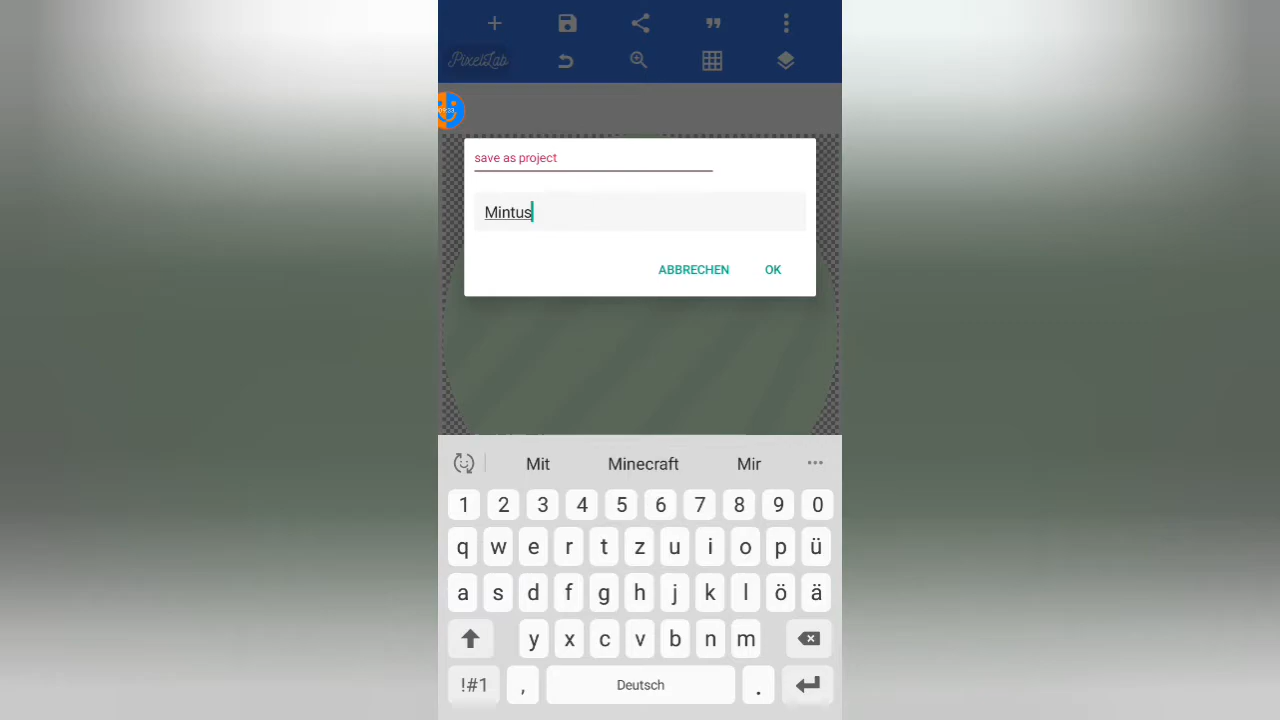 PixelLab
save as project
Mintus
ABBRECHEN OK
Mit Minecraft Mir
1 2 3 4 5 6 7 8 9 0
q w e r t z u i o p ü
a s d f g h j k l ö ä
y x c v b n m
!#1 , Deutsch .